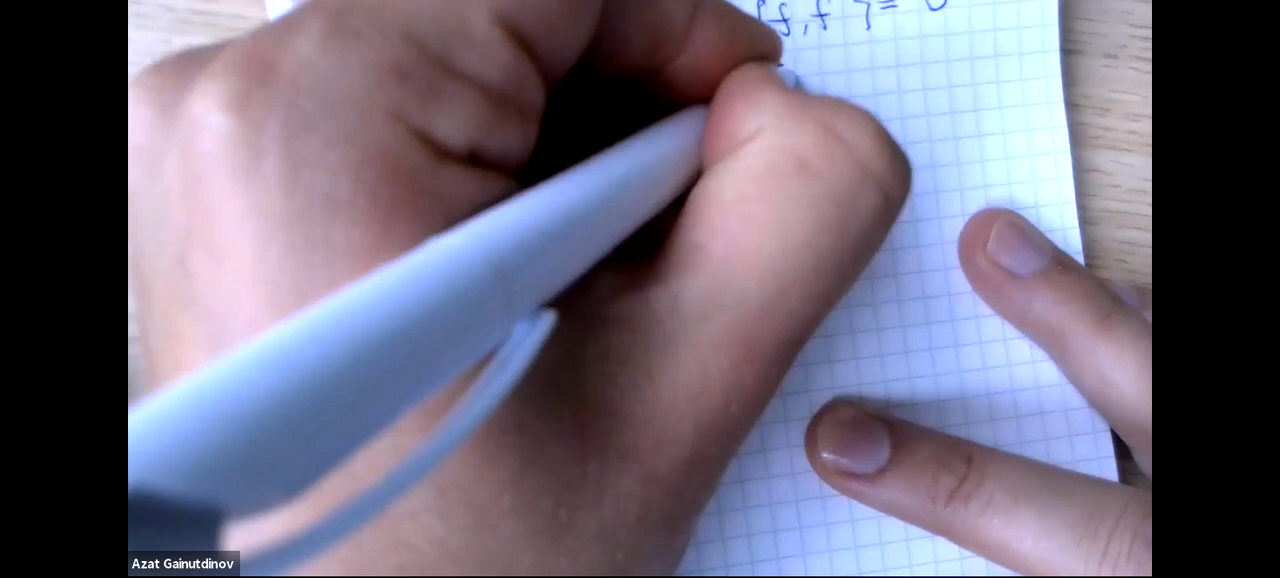 {f, f }= 0
Azat Gainutdinov